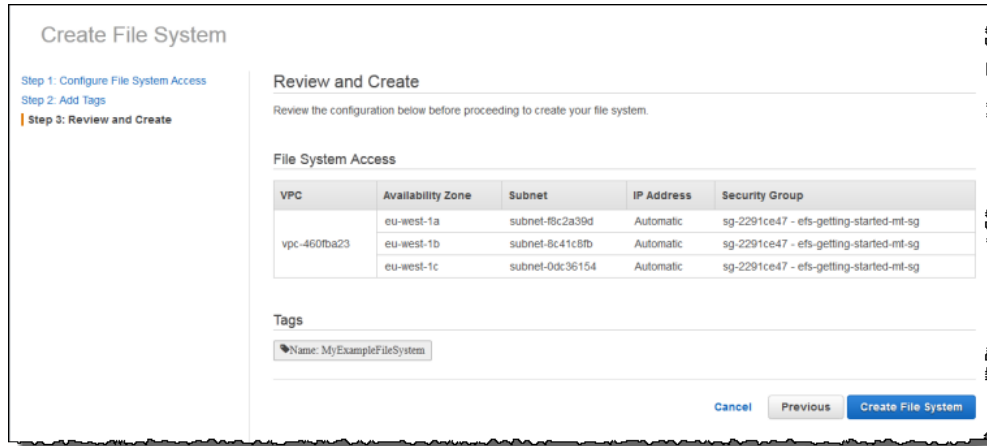 Create File System
Step 1: Configure File System Access
Step 2: Add Tags
Step 3: Review and Create
Review and Create
Review the configuration below before proceeding to create your file system.
File System Access
VPC Availability Zone Subnet IP Address Security Group
eu-west-1a subnet-f8c2a39d Automatic sg-2291ce47 - efs-getting-started-mt-sg
vpc-460fba23 eu-west-1b subnet-8c41c8fb Automatic sg-2291ce47 - efs-getting-started-mt-sg
eu-west-1c subnet-0dc36154 Automatic sg-2291ce47 - efs-getting-started-mt-sg
Tags
Name: MyExampleFileSystem
Cancel Previous Create File System